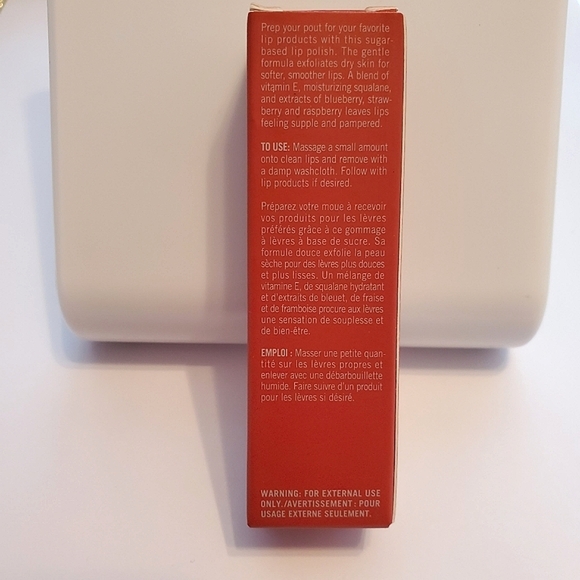 Prep your pout for your favorite
lip products with this sugar-
based lip polish. The gentle
formula exfoliates dry skin for
softer, smoother lips. A blend of
vitamin E, moisturizing squalane,
and extracts of blueberry, straw-
berry and raspberry leaves lips
feeling supple and pampered.
TO USE: Massage a small amount
onto clean lips and remove with
a damp washcloth. Follow with
lip products if desired.
Préparez votre moue à recevoir
vos produits pour les lèvres
préférés grâce à ce gommage
à lèvres à base de sucre. Sa
formule douce exfolie la peau
sèche pour des lèvres plus douces
et plus lisses. Un mélange de
vitamine E, de squalane hydratant
et d'extraits de bleuet, de fraise
et de framboise procure aux lèvres
une sensation de souplesse et
de bien-être.
EMPLOI : Masser une petite quan-
tité sur les lèvres propres et
enlever avec une débarbouillette
humide. Faire suivre d'un produit
pour les lèvres si désiré.
WARNING: FOR EXTERNAL USE
ONLY./AVERTISSEMENT : POUR
USAGE EXTERNE SEULEMENT.